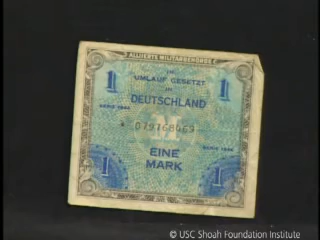 ALLIIERTE MILITÄRBEHÖRDE
IN
UMLAUF GESETZT
IN
DEUTSCHLAND
1
1
SERIE 1944
M
079768063
SERIE 1944
EINE
MARK
1
1
© USC Shoah Foundation Institute